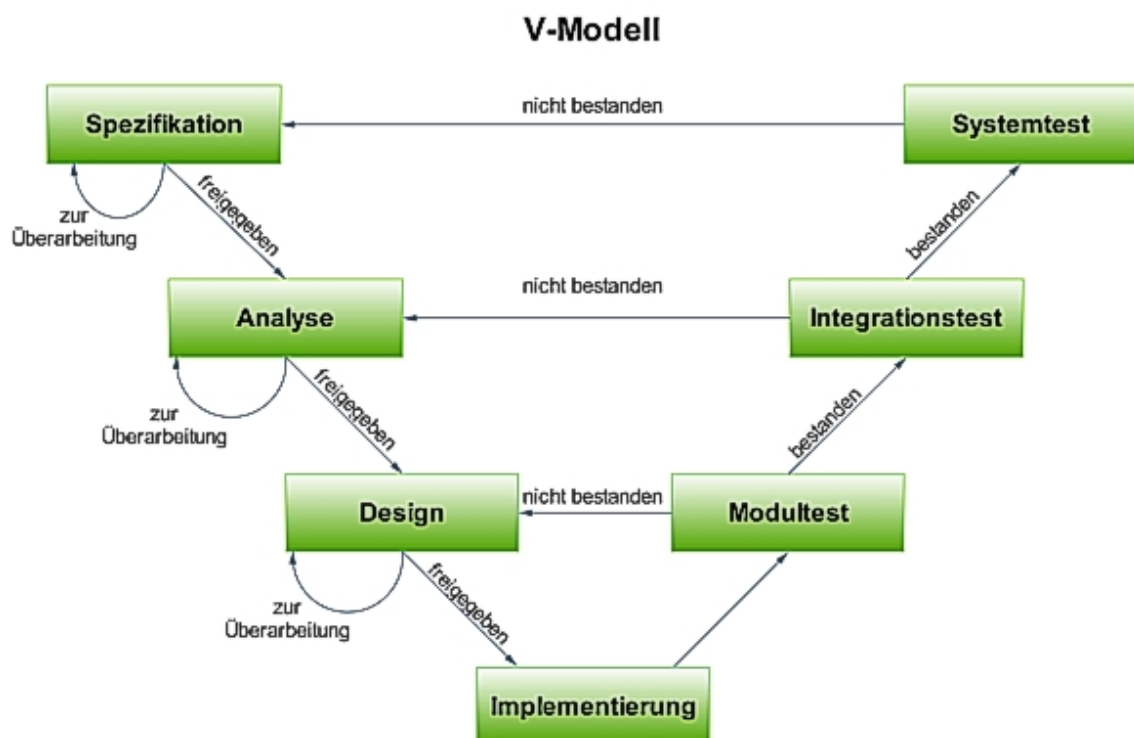 V-Modell
nicht bestanden
Spezifikation
Systemtest
freigegeben
bestanden
zur
Überarbeitung
nicht bestanden
Analyse
Integrationstest
freigegeben
bestanden
zur
Überarbeitung
nicht bestanden
Design
Modultest
freigegeben
zur
Überarbeitung
Implementierung